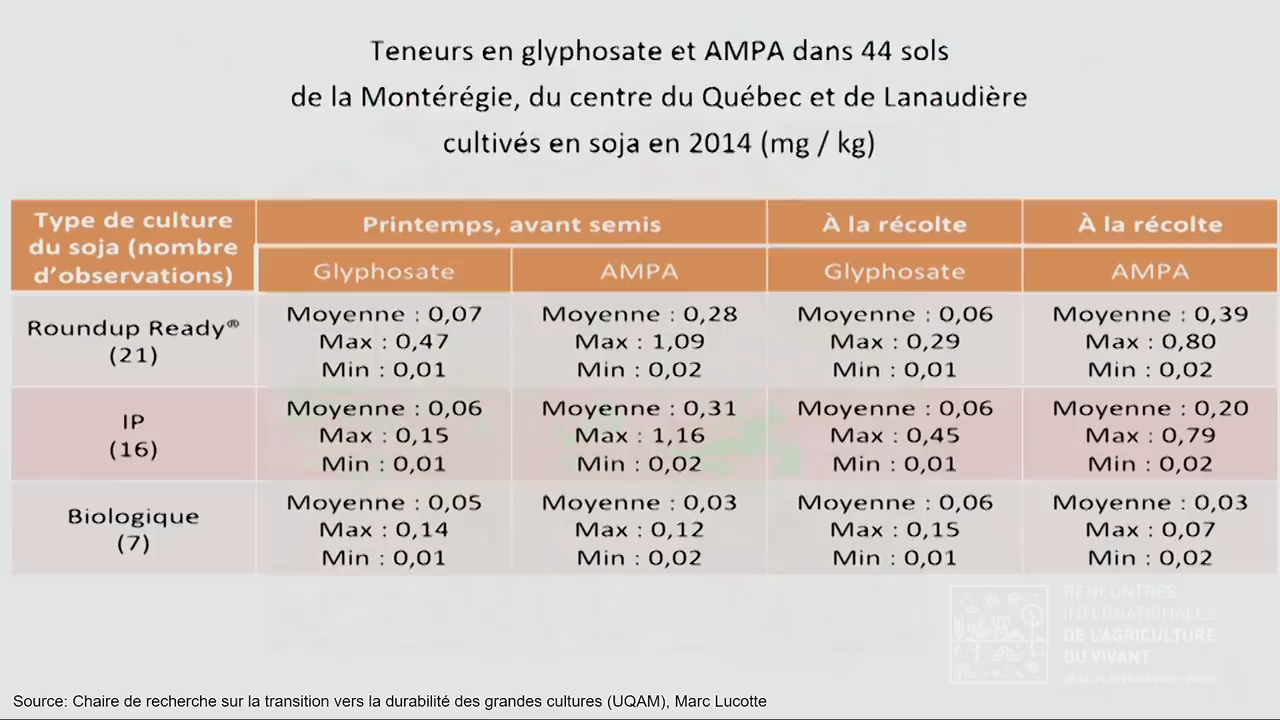 Teneurs en glyphosate et AMPA dans 44 sols
de la Montérégie, du centre du Québec et de Lanaudière
cultivés en soja en 2014 (mg / kg)
Type de culture
du soja (nombre
d'observations)
Printemps, avant semis
À la récolte
À la récolte
Glyphosate
AMPA
Glyphosate
AMPA
Roundup Ready®
(21)
Moyenne : 0,07
Max : 0,47
Min : 0,01
Moyenne : 0,28
Max : 1,09
Min : 0,02
Moyenne : 0,06
Max : 0,29
Min : 0,01
Moyenne : 0,39
Max : 0,80
Min : 0,02
IP
(16)
Moyenne : 0,06
Max : 0,15
Min : 0,01
Moyenne : 0,31
Max : 1,16
Min : 0,02
Moyenne : 0,06
Max : 0,45
Min : 0,01
Moyenne : 0,20
Max : 0,79
Min : 0,02
Biologique
(7)
Moyenne : 0,05
Max : 0,14
Min : 0,01
Moyenne : 0,03
Max : 0,12
Min : 0,02
Moyenne : 0,06
Max : 0,15
Min : 0,01
Moyenne : 0,03
Max : 0,07
Min : 0,02
RENCONTRES
INTERNATIONALES
DE L'AGRICULTURE
DU VIVANT
Source: Chaire de recherche sur la transition vers la durabilité des grandes cultures (UQAM), Marc Lucotte